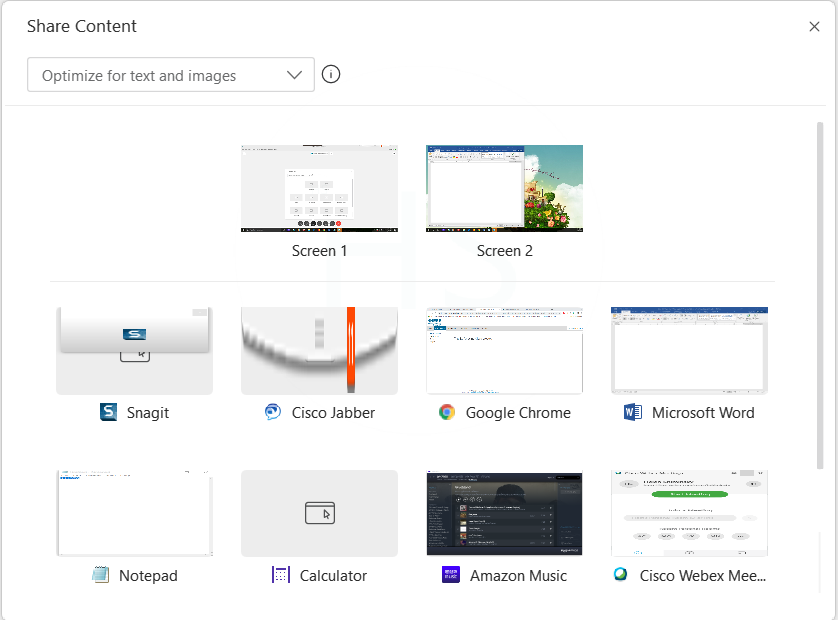 Share Content
Optimize for text and images
Screen 1
Screen 2
Snagit
Cisco Jabber
Google Chrome
Microsoft Word
Notepad
Calculator
Amazon Music
Cisco Webex Mee...